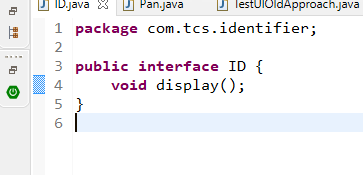 ID.java Pan.java TestUIOldApproach.java
1 package com.tcs.identifier;
2
3 public interface ID {
4 void display();
5 }
6